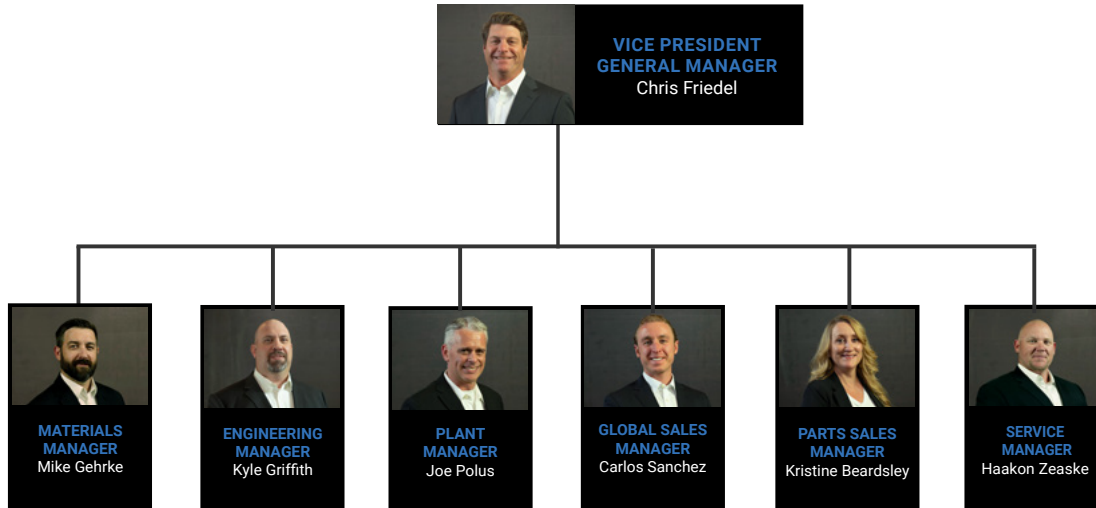 VICE PRESIDENT
GENERAL MANAGER
Chris Friedel
MATERIALS
MANAGER
Mike Gehrke
ENGINEERING
MANAGER
Kyle Griffith
PLANT
MANAGER
Joe Polus
GLOBAL SALES
MANAGER
Carlos Sanchez
PARTS SALES
MANAGER
Kristine Beardsley
SERVICE
MANAGER
Haakon Zeaske